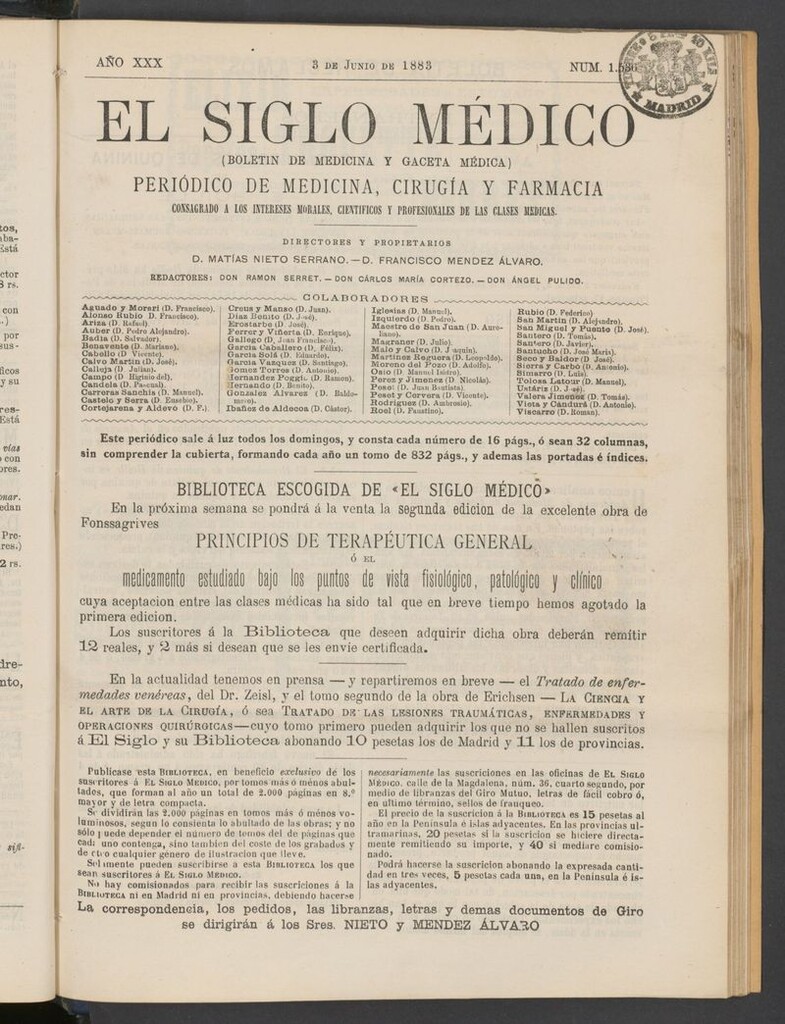 AÑO XXX
3 DE JUNIO DE 1883
NUM. 1.536
MADRID
EL SIGLO MÉDICO
(BOLETIN DE MEDICINA Y GACETA MÉDICA)
PERIÓDICO DE MEDICINA, CIRUGÍA Y FARMACIA
CONSAGRADO A LOS INTERESES MORALES, CIENTIFICOS Y PROFESIONALES DE LAS CLASES MEDICAS.
DIRECTORES Y PROPIETARIOS
D. MATÍAS NIETO SERRANO.—D. FRANCISCO MENDEZ ÁLVARO.
REDACTORES: DON RAMON SERRET.—DON CÁRLOS MARÍA CORTEZO.—DON ÁNGEL PULIDO.
COLABORADORES
Aguado y Morari (D. Francisco).
Alonso Rubio D. Francisco).
Ariza (D. Rafael).
Auber (D. Pedro Alejandro).
Badia (D. Salvador).
Benavente (D. Mariano).
Cabello (D Vicente).
Calvo Martin (D. José).
Calleja (D Julian).
Campo (D. Higinio del),
Candela (D. Pascual).
Carreras Sanchis (D. Manuel).
Castelo y Serra (D. Eusebio).
Cortejarena y Aldevo (D. F.).
Creus y Manso (D. Juan).
Diaz Benito (D. José).
Erostarbe (D. José).
Ferrer y Viñerta (D. Enrique).
Gallego (D. Juan Francisco).
García Caballero (D. Félix).
García Solá (D. Eduardo).
García Vazquez (D. Santiago).
Gomez Torres (D. Antonio).
Hernandez Poggi. (D. Ramon).
Hernando (D. Benito).
Gonzalez Alvarez (D. Baldomero).
Ibañez de Aldecoa (D. Cástor).
Iglesias (D. Manuel).
Izquierdo (D. Pedro).
Maestre de San Juan (D. Aureliano).
Magraner (D. Julio).
Malo y Calvo (D. Joaquin).
Martinez Reguera (D. Leopoldo).
Moreno del Pozo (D. Adolfo).
Osio (D. Manuel Isidro).
Perez y Jimenez (D. Nicolás).
Peset (D. Juan Bautista).
Peset y Cervera (D. Vicente).
Rodriguez (D. Ambrosio).
Roel (D. Faustino).
Rubio (D. Federico)
San Martin (D. Alejandro).
San Miguel y Puente (D. José).
Santero (D. Tomás).
Santero (D. Javier).
Santucho (D. José Maria).
Seco y Baldor (D. José).
Sierra y Carbó (D. Antonio).
Simarro (D. Luis).
Tolosa Latour (D. Manuel).
Ustáriz (D. José).
Valera Jimenez (D. Tomás).
Vieta y Candurá (D. Antonio).
Viscarro (D. Roman).
Este periódico sale á luz todos los domingos, y consta cada número de 16 págs., ó sean 32 columnas,
sin comprender la cubierta, formando cada año un tomo de 832 págs., y ademas las portadas é índices.
BIBLIOTECA ESCOGIDA DE «EL SIGLO MÉDICO»
En la próxima semana se pondrá á la venta la segunda edicion de la excelente obra de
Fonssagrives
PRINCIPIOS DE TERAPÉUTICA GENERAL
Ó EL
medicamento estudiado bajo los puntos de vista fisiológico, patológico y clínico
cuya aceptacion entre las clases médicas ha sido tal que en breve tiempo hemos agotado la
primera edicion.
Los suscritores á la Biblioteca que deseen adquirir dicha obra deberán remitir
12 reales, y 2 más si desean que se les envíe certificada.
En la actualidad tenemos en prensa — y repartiremos en breve — el Tratado de enfer-
medades venéreas, del Dr. Zeisl, y el tomo segundo de la obra de Erichsen — LA CIENCIA Y
EL ARTE DE LA CIRUGÍA, ó sea TRATADO DE LAS LESIONES TRAUMÁTICAS, ENFERMEDADES Y
OPERACIONES QUIRÚRGICAS—cuyo tomo primero pueden adquirir los que no se hallen suscritos
á El Siglo y su Biblioteca abonando 10 pesetas los de Madrid y 11 los de provincias.
Publícase esta BIBLIOTECA, en beneficio exclusivo de los
suscritores á EL SIGLO MEDICO, por tomos más ó ménos abul-
tados, que forman al año un total de 2.000 páginas en 8.º
mayor y de letra compacta.
Se dividirán las 2.000 páginas en tomos más ó ménos vo-
luminosos, segun lo consienta lo abultado de las obras; y no
sólo puede depender el número de tomos del de páginas que
cada uno contenga, sino tambien del coste de los grabados y
de otro cualquier género de ilustracion que lleve.
Solamente pueden suscribirse a esta BIBLIOTECA los que
sean suscritores á EL SIGLO MÉDICO.
No hay comisionados para recibir las suscriciones á la
BIBLIOTECA ni en Madrid ni en provincias, debiendo hacerse
necesariamente las suscriciones en las oficinas de EL SIGLO
MÉDICO, calle de la Magdalena, núm. 36, cuarto segundo, por
medio de libranzas del Giro Mutuo, letras de fácil cobro ó,
en último término, sellos de franqueo.
El precio de la suscricion á la BIBLIOTECA es 15 pesetas al
año en la Península é islas adyacentes. En las provincias ul-
tramarinas, 20 pesetas si la suscricion se hiciere directa-
mente remitiendo su importe, y 40 si mediare comisio-
nado.
Podrá hacerse la suscricion abonando la expresada canti-
dad en tres veces, 5 pesetas cada una, en la Península é is-
las adyacentes.
La correspondencia, los pedidos, las libranzas, letras y demas documentos de Giro
se dirigirán á los Sres. NIETO y MENDEZ ÁLVARO